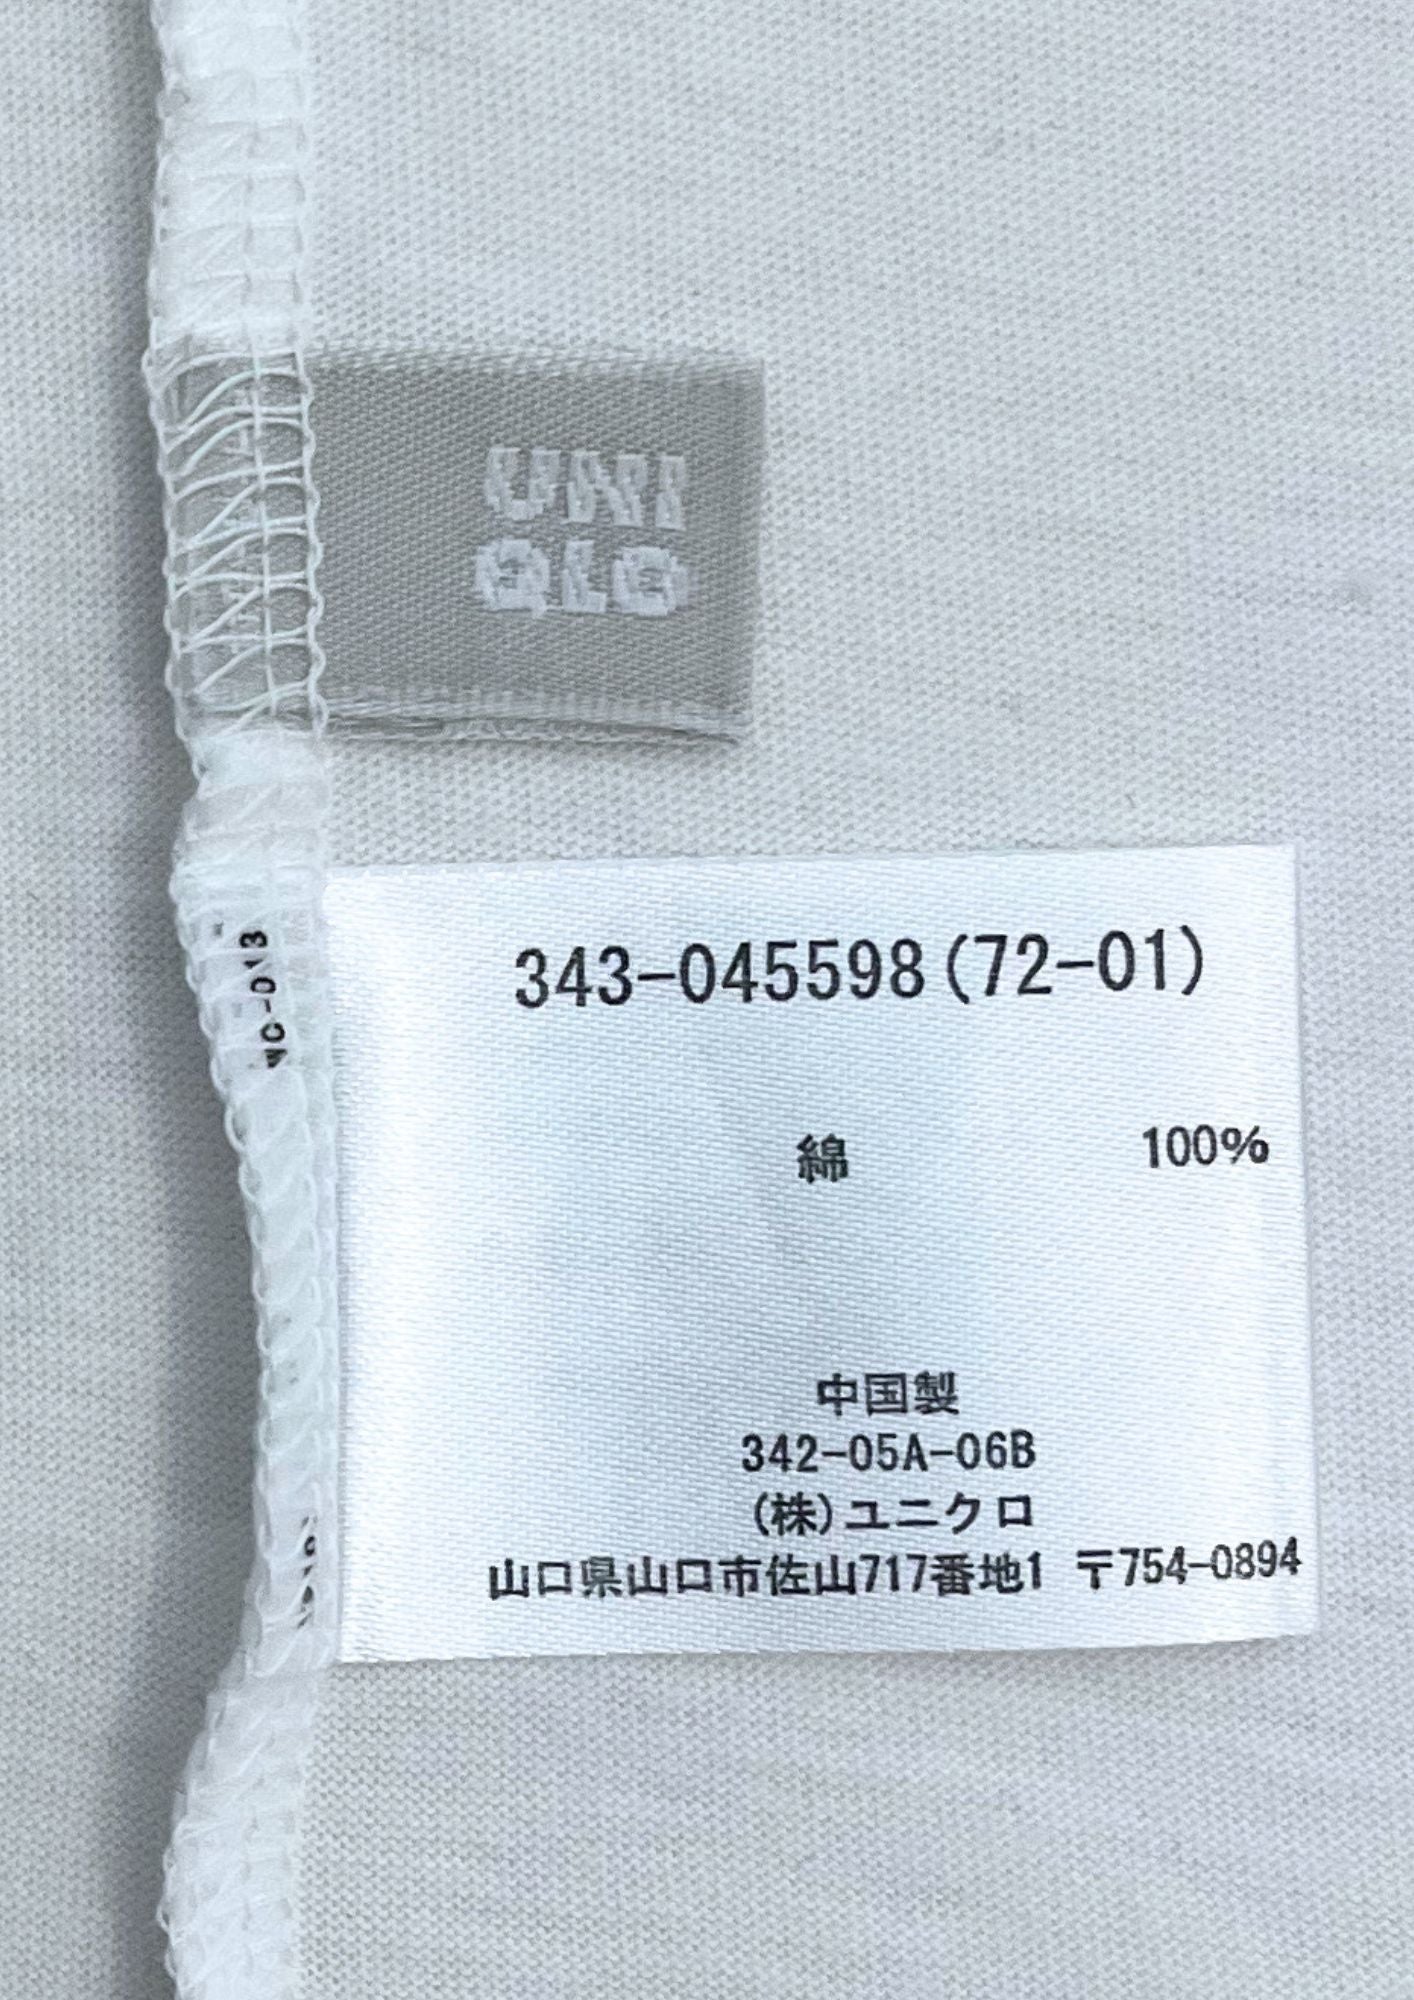 UNI
QLO
343-045598(72-01)
綿 100%
中国製
342-05A-06B
(株)ユニクロ
山口県山口市佐山717番地1 〒754-0894